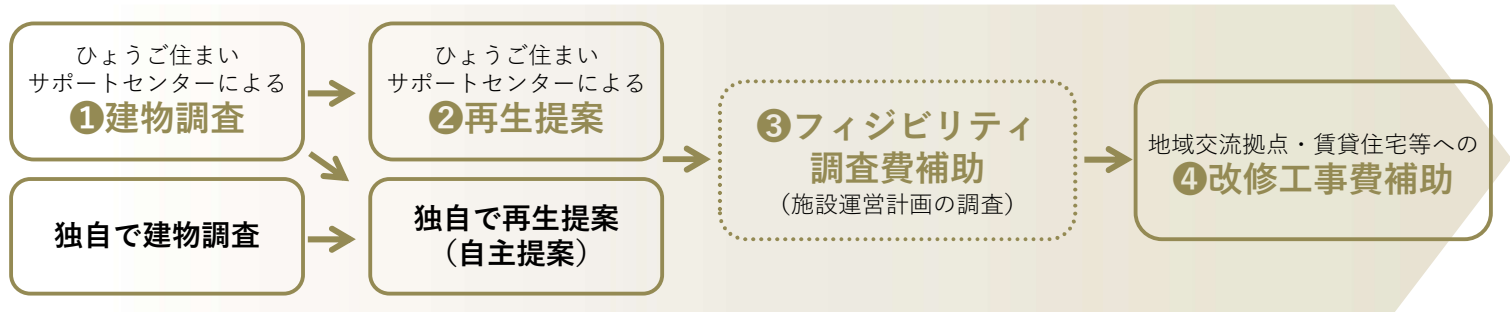 ひょうご住まい
サポートセンターによる
❶建物調査
ひょうご住まい
サポートセンターによる
❷再生提案
独自で建物調査
独自で再生提案
（自主提案）
❸フィジビリティ
調査費補助
（施設運営計画の調査）
地域交流拠点・賃貸住宅等への
❹改修工事費補助